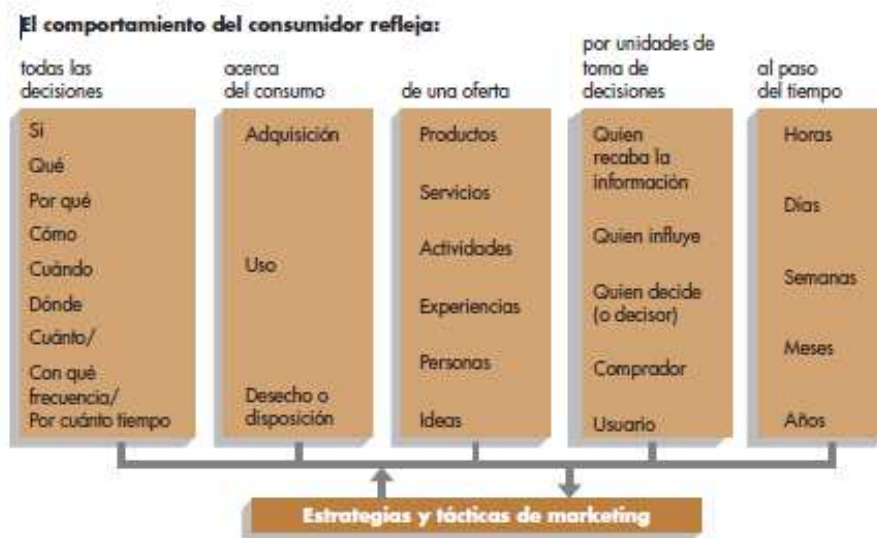 El comportamiento del consumidor refleja:
todas las
decisiones
Si
Qué
Por qué
Cómo
Cuándo
Dónde
Cuánto/
Con qué
frecuencia/
Por cuánto tiempo
acerca
del consumo
Adquisición
Uso
Desecho o
disposición
de una oferta
Productos
Servicios
Actividades
Experiencias
Personas
Ideas
por unidades de
toma de
decisiones
Quien
recaba la
información
Quien influye
Quien decide
(o decisor)
Comprador
Usuario
al paso
del tiempo
Horas
Días
Semanas
Meses
Años
Estrategias y tácticas de marketing